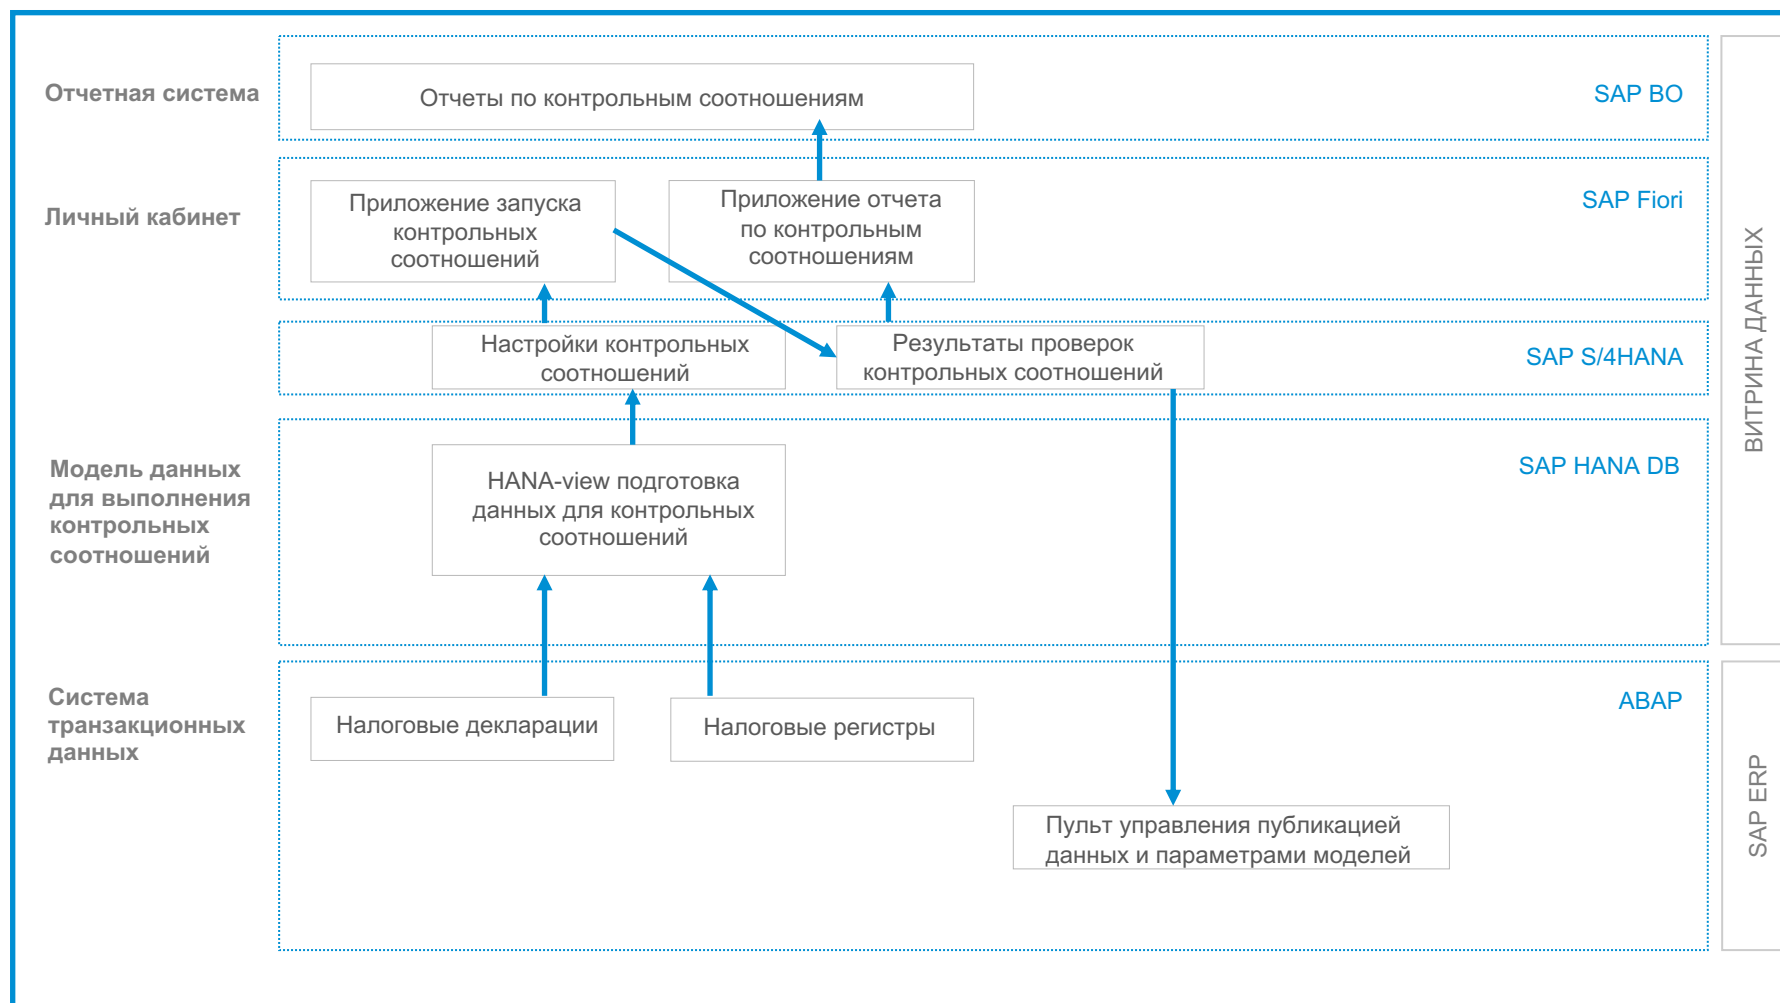 Отчетная система
Отчеты по контрольным соотношениям
SAP BO
Личный кабинет
Приложение запуска
контрольных
соотношений
Приложение отчета
по контрольным
соотношениям
SAP Fiori
Настройки контрольных
соотношений
Результаты проверок
контрольных соотношений
SAP S/4HANA
ВИТРИНА ДАННЫХ
Модель данных
для выполнения
контрольных
соотношений
HANA-view подготовка
данных для контрольных
соотношений
SAP HANA DB
Система
транзакционных
данных
Налоговые декларации
Налоговые регистры
ABAP
Пульт управления публикацией
данных и параметрами моделей
SAP ERP